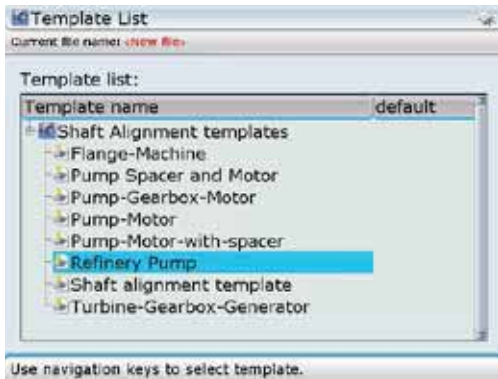 Template List
Current file name: <New file>
Template list:
Template name default
Shaft Alignment templates
Flange-Machine
Pump Spacer and Motor
Pump-Gearbox-Motor
Pump-Motor
Pump-Motor-with-spacer
Refinery Pump
Shaft alignment template
Turbine-Gearbox-Generator
Use navigation keys to select template.